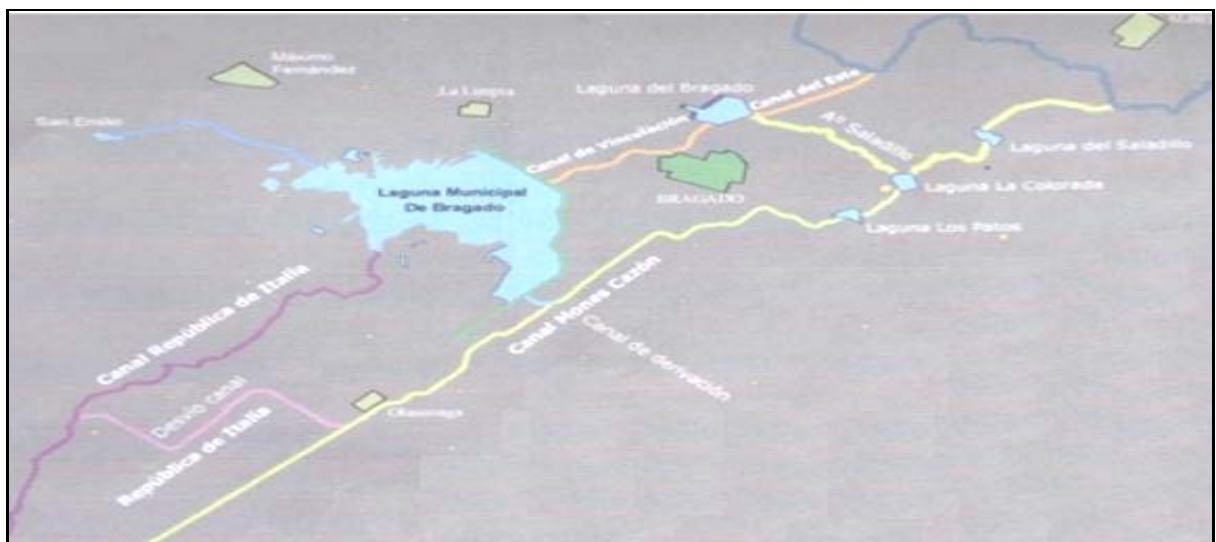 Máximo
Fernández
La Limpia
San Emilio
Laguna del Bragado
Canal del Este
Canal de Vinculación
Aº Saladillo
Laguna del Saladillo
Laguna Municipal
De Bragado
BRAGADO
Laguna La Colorada
Laguna Los Patos
Canal República de Italia
Canal Mones Cazón
Canal de derivación
Desvío canal
República de Italia
Olascoaga